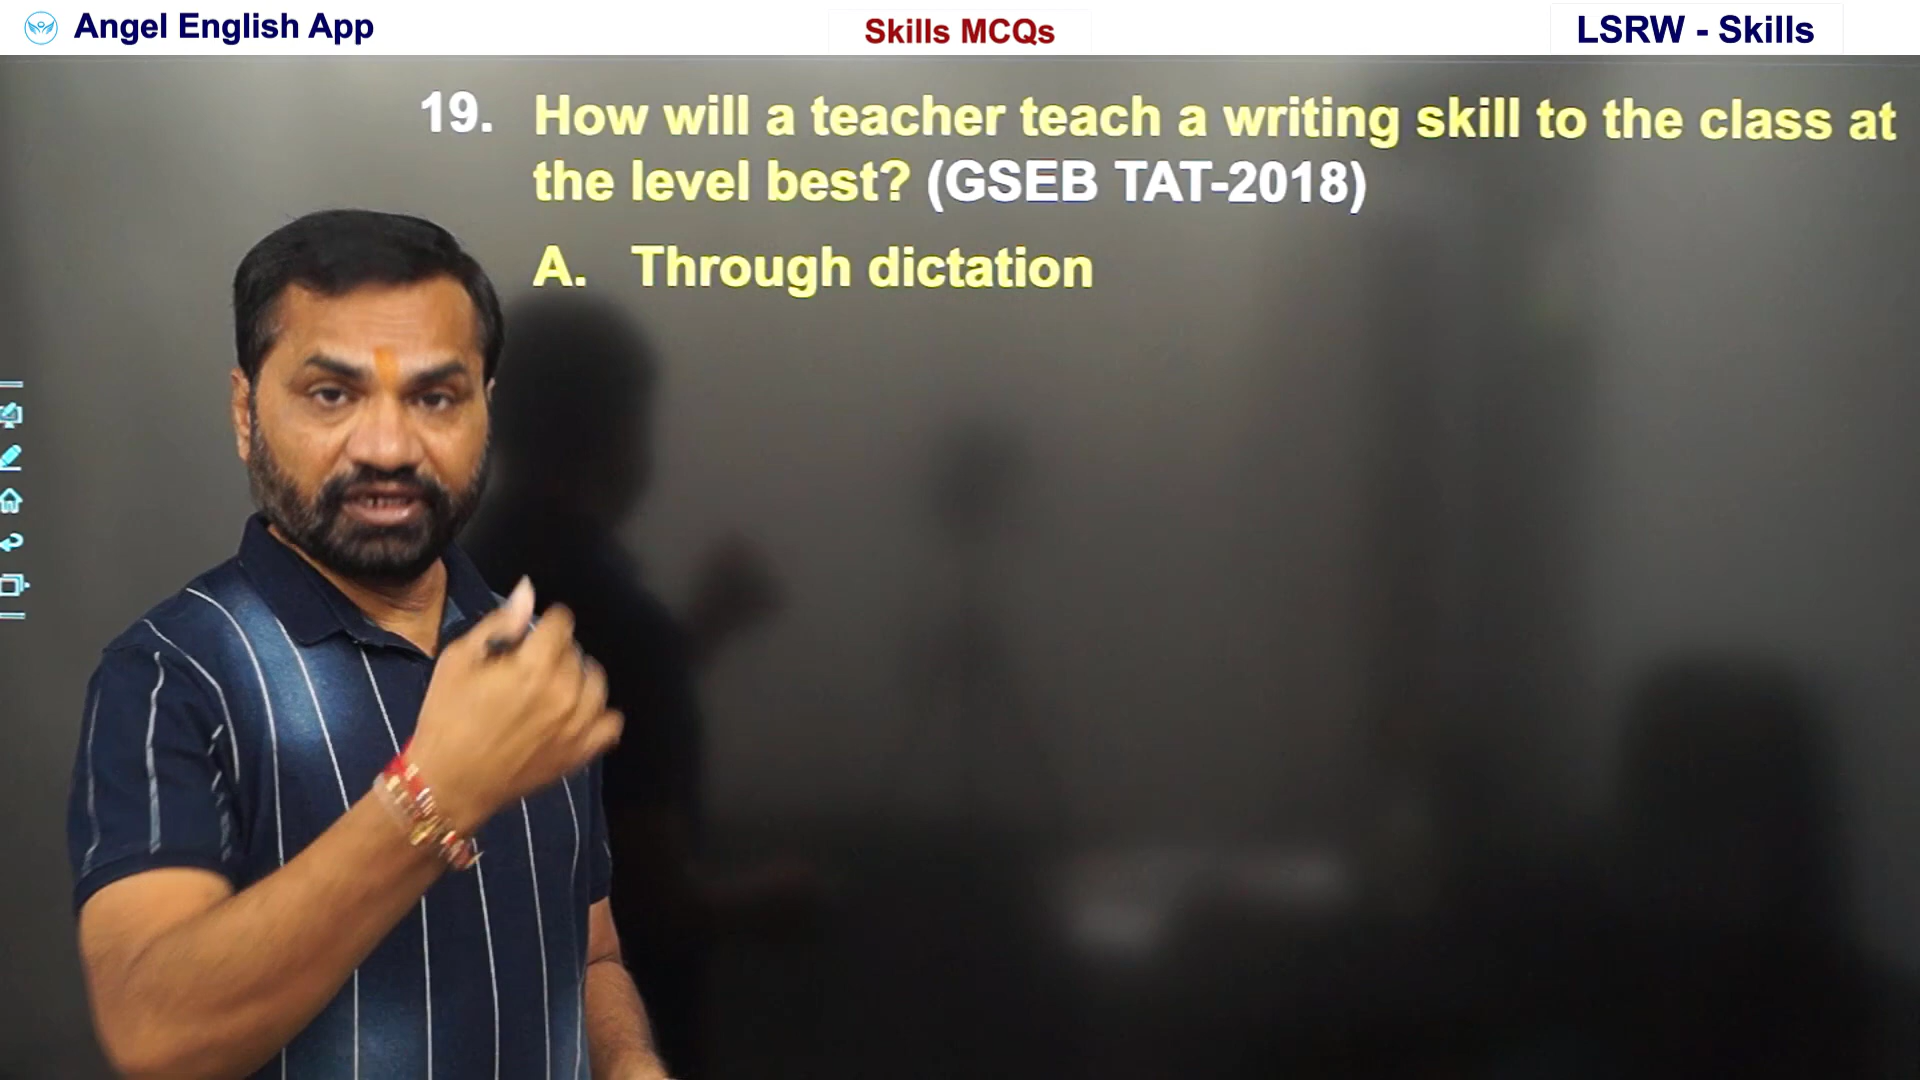 Angel English App
Skills MCQs
LSRW - Skills
19. How will a teacher teach a writing skill to the class at
the level best? (GSEB TAT-2018)
A. Through dictation